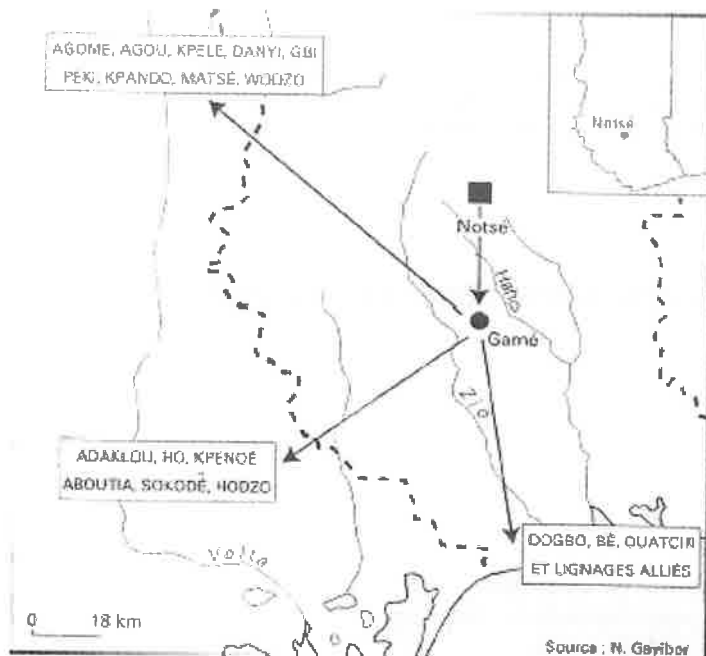 AGOME, AGOU, KPELE, DANYI, GBI
PEKI, KPANDO, MATSÉ, WODZO
Notsé
Notsé
Haho
Gamé
Zio
ADAKLOU, HO, KPENOÉ
ABOUTIA, SOKODÉ, HODZO
Volta
DOGBO, BÈ, OUATCHI
ET LIGNAGES ALLIÉS
0 18 km
Source : N. Gayibor